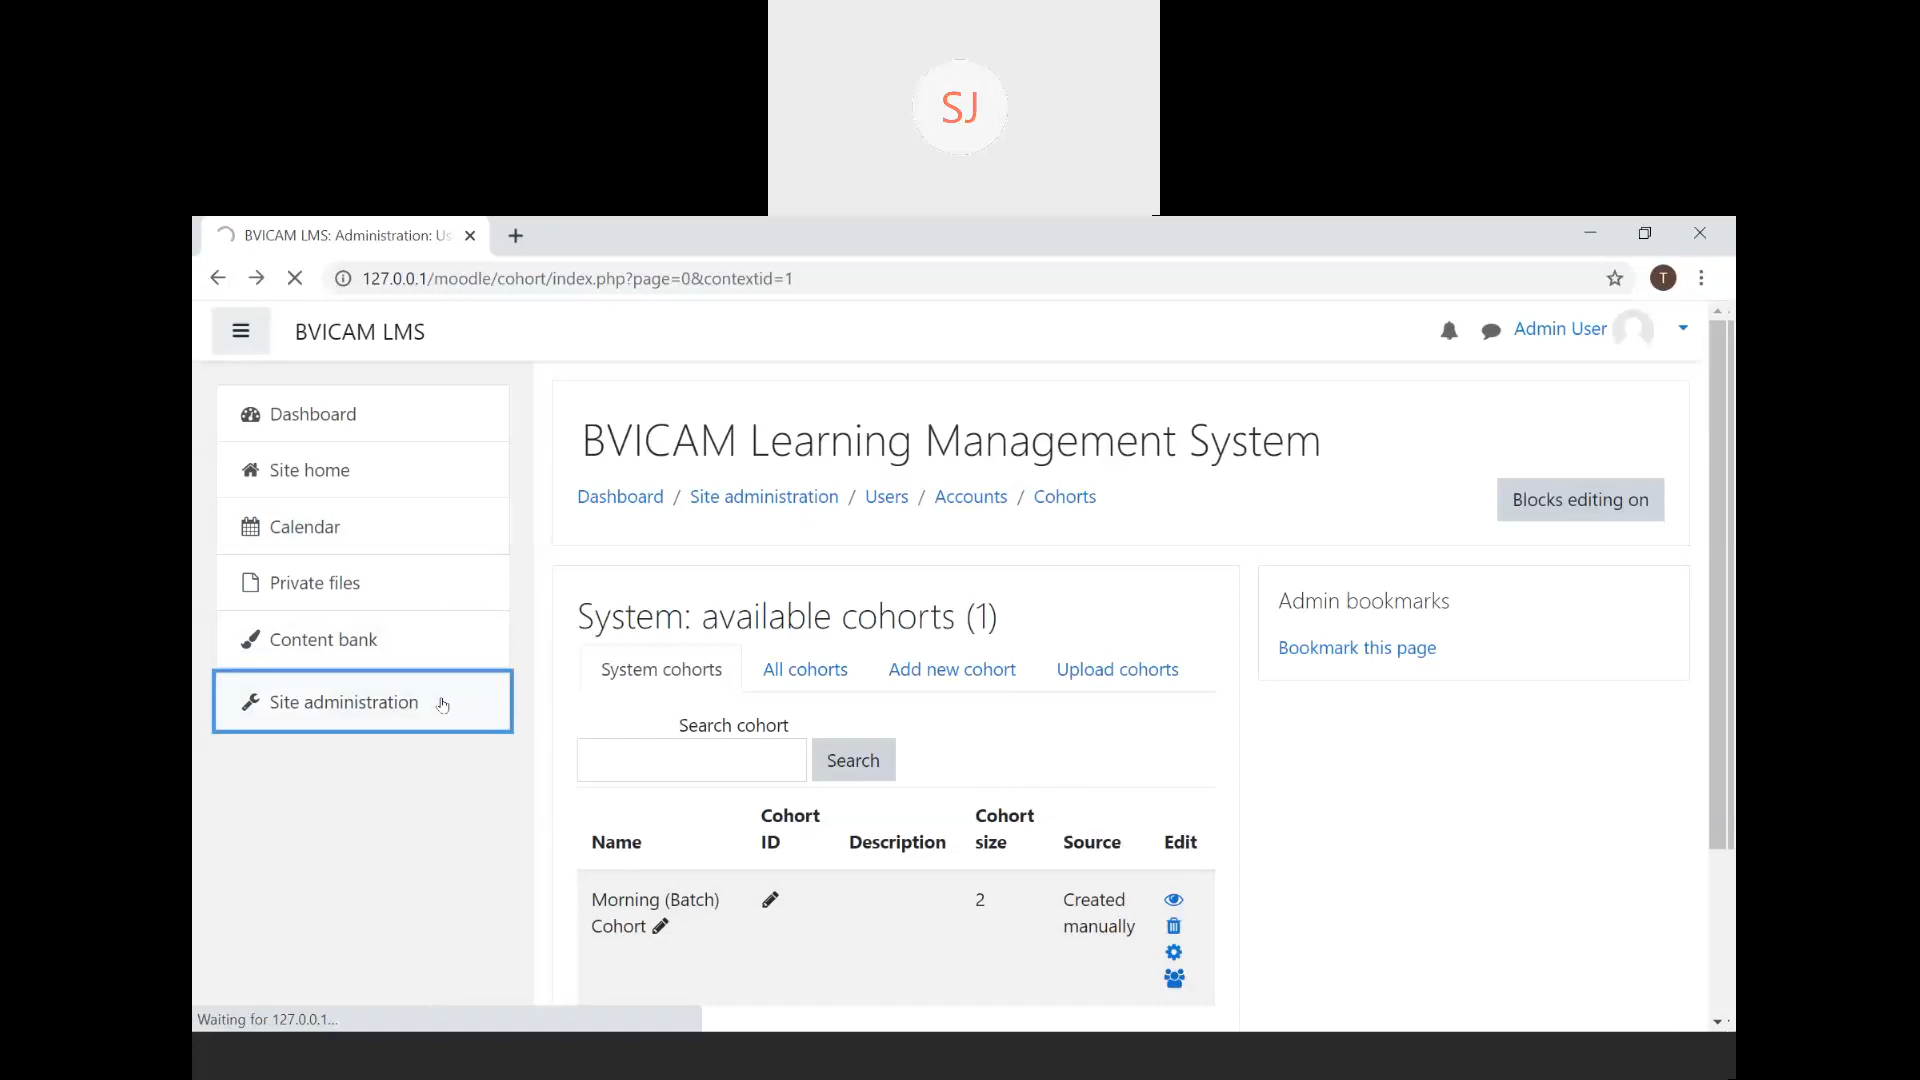 SJ
BVICAM LMS: Administration: Us
127.0.0.1/moodle/cohort/index.php?page=0&contextid=1
T
BVICAM LMS
Admin User
Dashboard
Site home
Calendar
Private files
Content bank
Site administration
BVICAM Learning Management System
Dashboard / Site administration / Users / Accounts / Cohorts
Blocks editing on
System: available cohorts (1)
System cohorts All cohorts Add new cohort Upload cohorts
Search cohort
Search
Name Cohort ID Description Cohort size Source Edit
Morning (Batch) 2 Created
Cohort manually
Admin bookmarks
Bookmark this page
Waiting for 127.0.0.1...